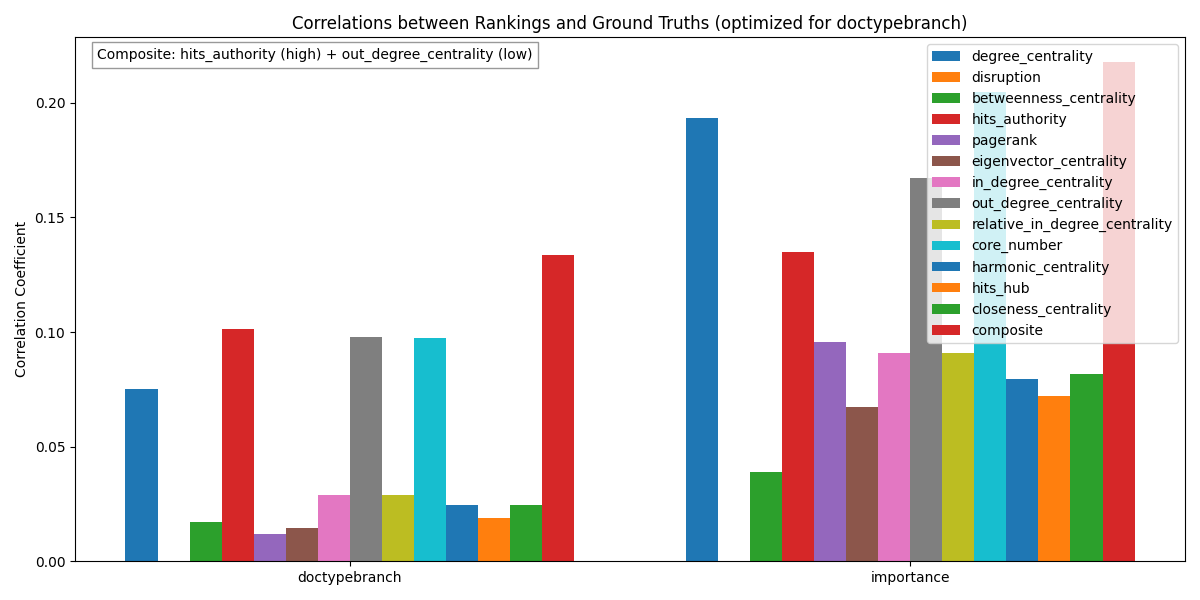 Correlations between Rankings and Ground Truths (optimized for doctypebranch)
Composite: hits_authority (high) + out_degree_centrality (low)
degree_centrality
disruption
betweenness_centrality
hits_authority
pagerank
eigenvector_centrality
in_degree_centrality
out_degree_centrality
relative_in_degree_centrality
core_number
harmonic_centrality
hits_hub
closeness_centrality
composite
Correlation Coefficient
0.20
0.15
0.10
0.05
0.00
doctypebranch
importance